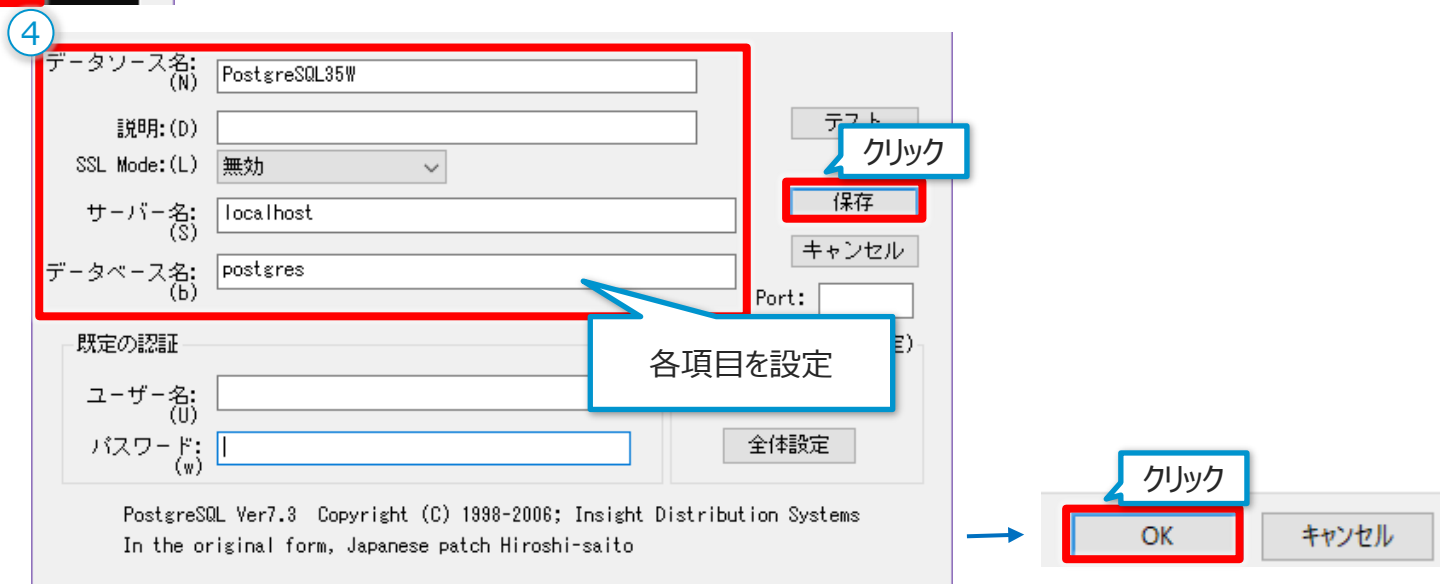 ④
データソース名:
(N)
PostgreSQL35W
説明:(D)
テスト
クリック
SSL Mode:(L)
無効
保存
サーバー名:
(S)
localhost
キャンセル
データベース名:
(b)
postgres
Port:
既定の認証
各項目を設定
ユーザー名:
(U)
パスワード:
(w)
全体設定
クリック
PostgreSQL Ver7.3 Copyright (C) 1998-2006; Insight Distribution Systems
In the original form, Japanese patch Hiroshi-saito
OK
キャンセル